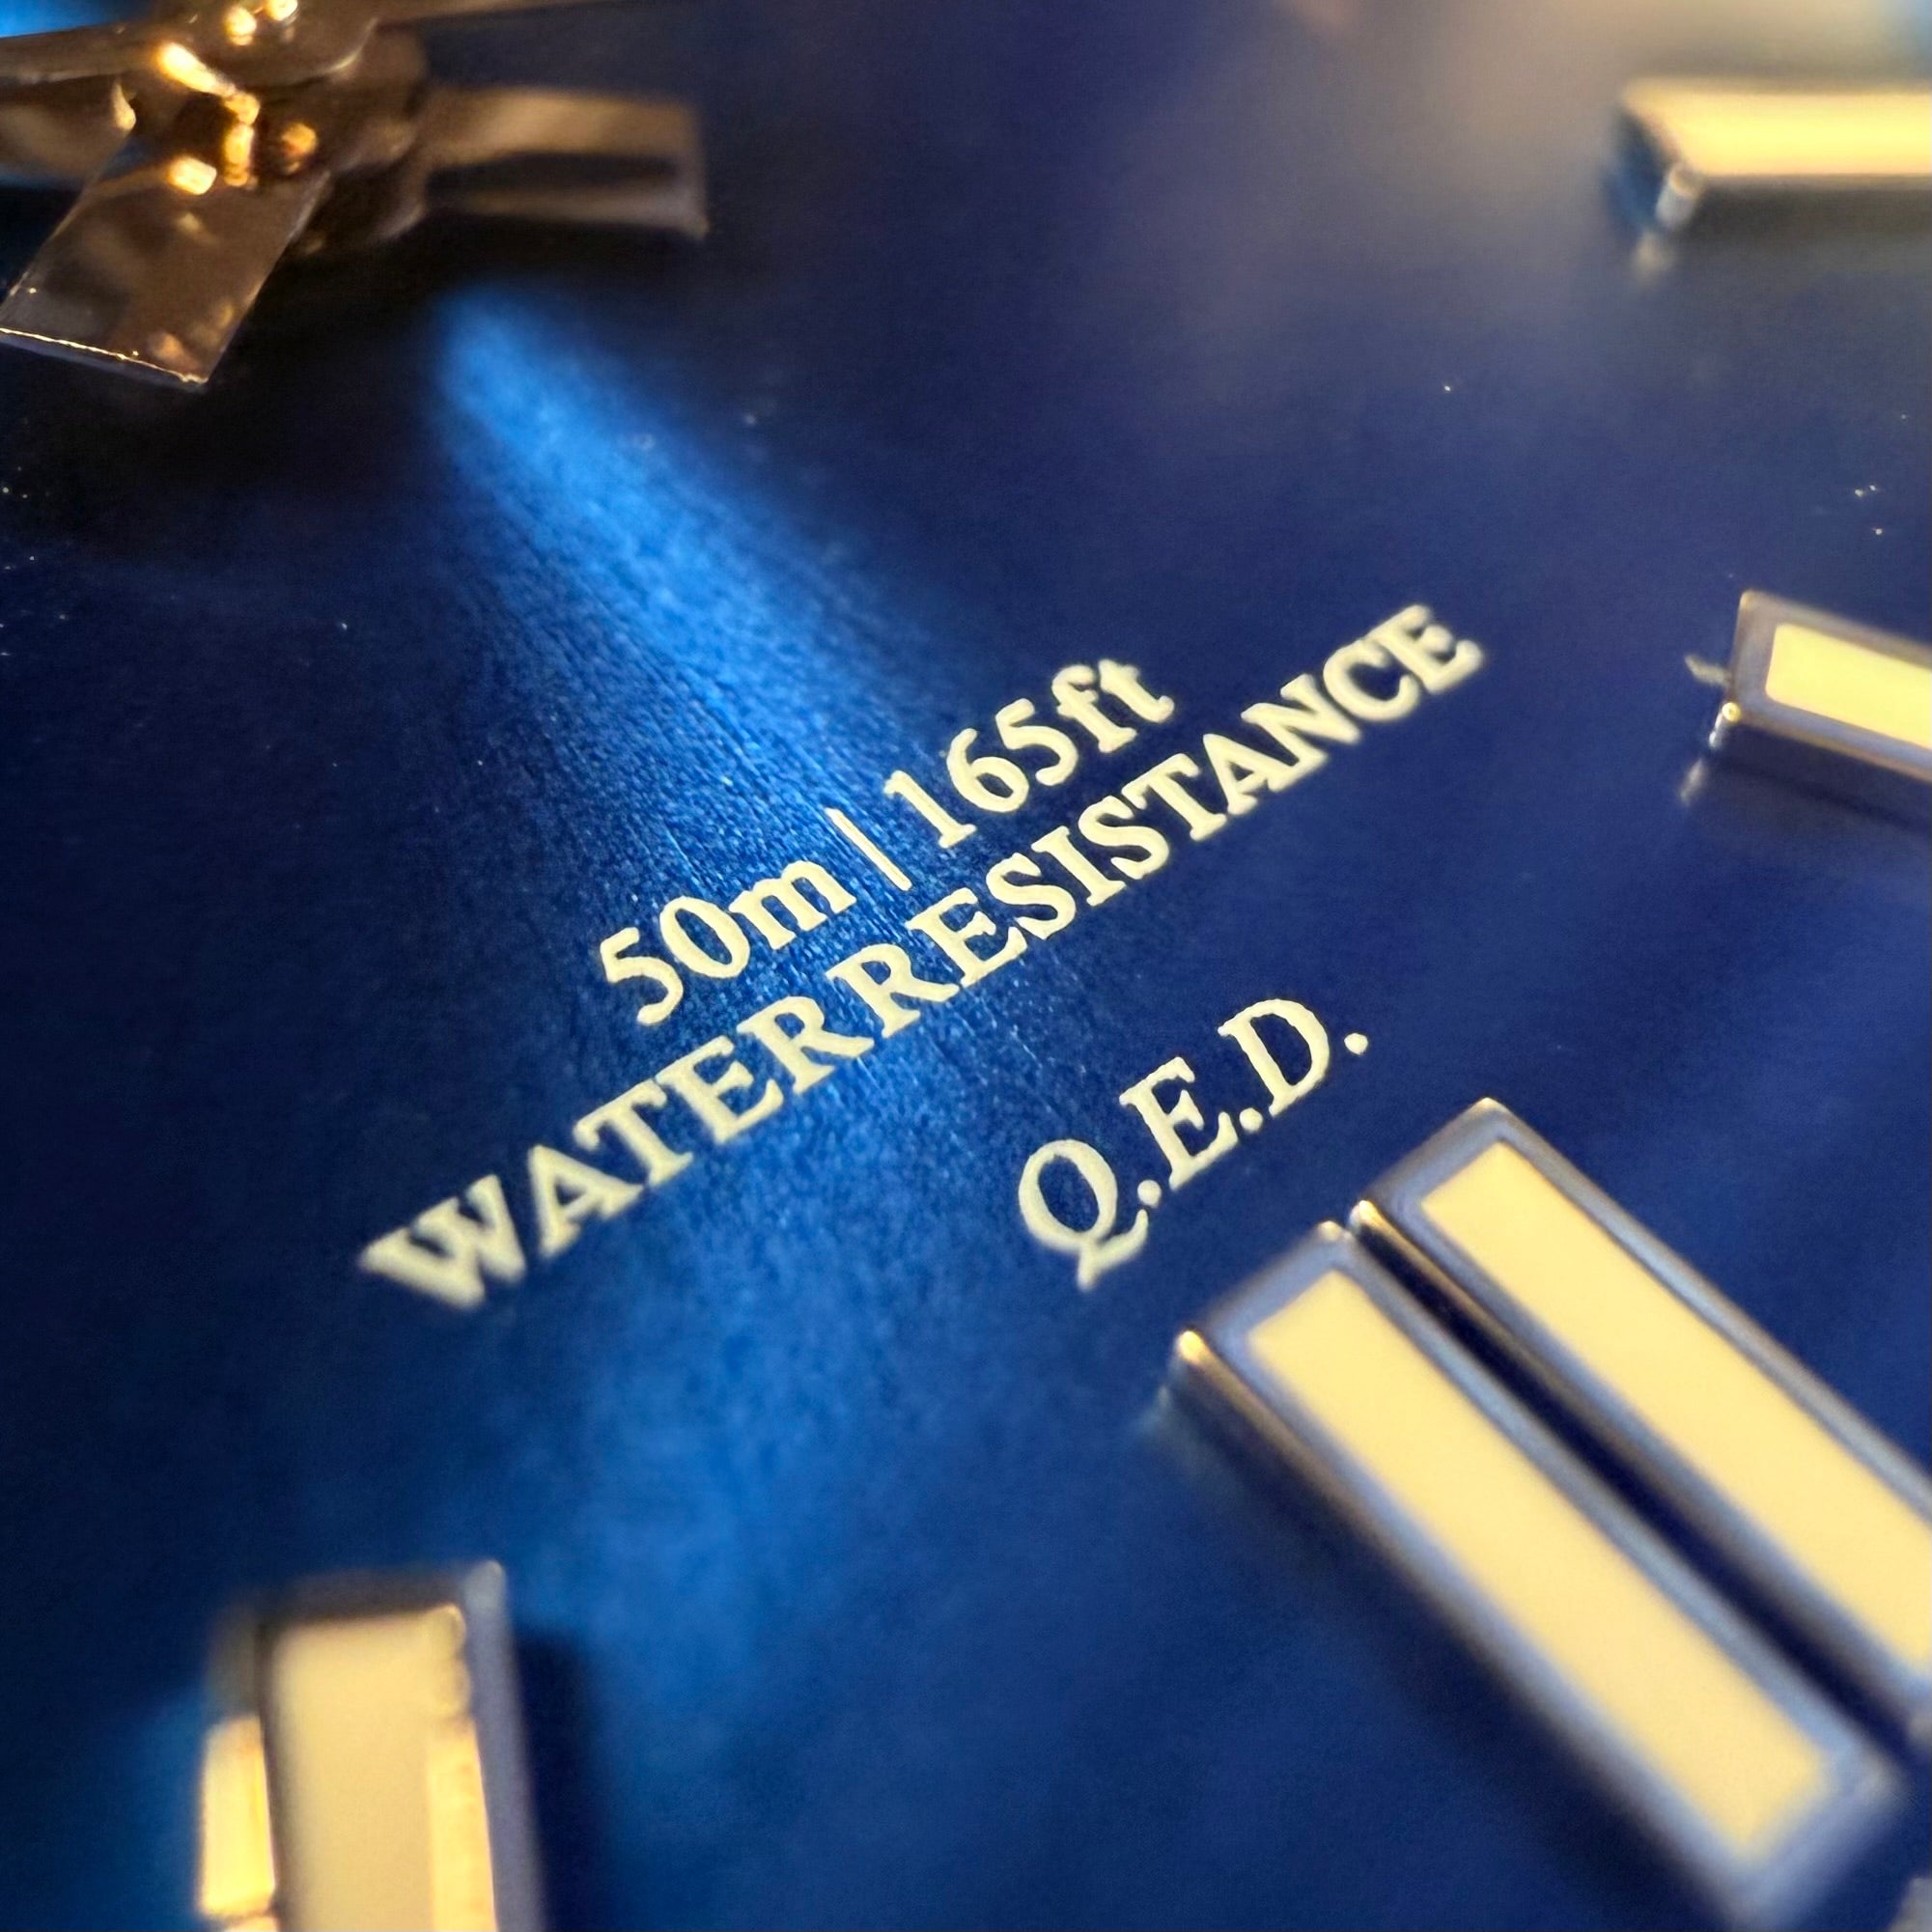 50m | 165ft
WATER RESISTANCE
Q.E.D.